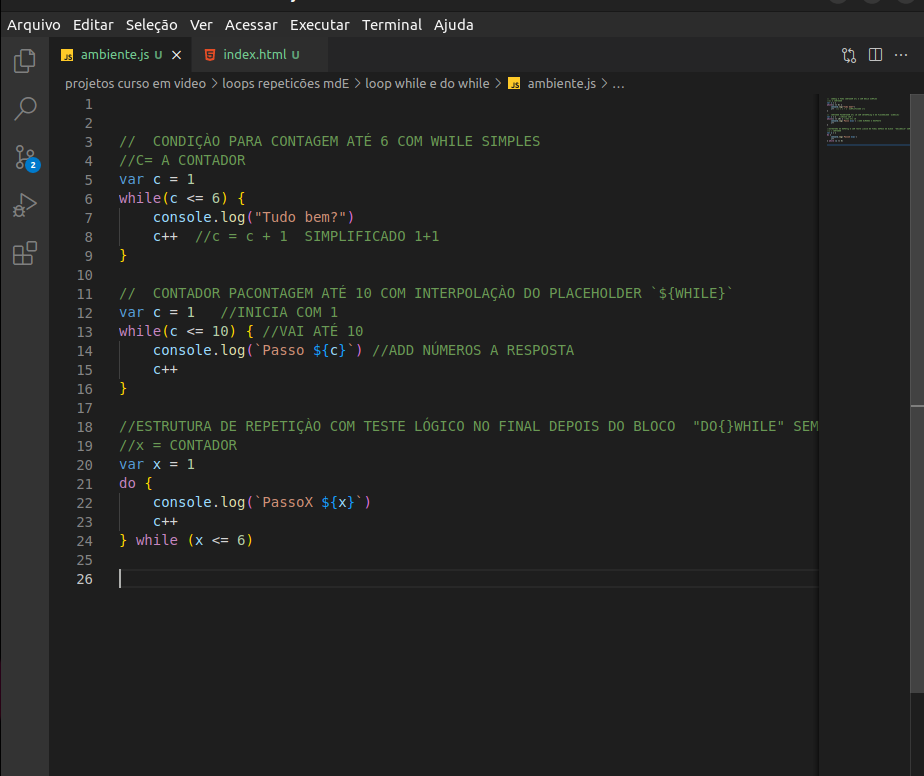 Arquivo Editar Seleção Ver Acessar Executar Terminal Ajuda
JS ambiente.js U × index.html U
projetos curso em video > loops repeticões mdE > loop while e do while > JS ambiente.js > ...
1
2
3 //  CONDIÇÀO PARA CONTAGEM ATÉ 6 COM WHILE SIMPLES
4 //C= A CONTADOR
5 var c = 1
6 while(c <= 6) {
7     console.log("Tudo bem?")
8     c++  //c = c + 1  SIMPLIFICADO 1+1
9 }
10
11 //  CONTADOR PACONTAGEM ATÉ 10 COM INTERPOLAÇÀO DO PLACEHOLDER `${WHILE}`
12 var c = 1   //INICIA COM 1
13 while(c <= 10) { //VAI ATÉ 10
14     console.log(`Passo ${c}`) //ADD NÚMEROS A RESPOSTA
15     c++
16 }
17
18 //ESTRUTURA DE REPETIÇÀO COM TESTE LÓGICO NO FINAL DEPOIS DO BLOCO  "DO{}WHILE" SEM
19 //x = CONTADOR
20 var x = 1
21 do {
22     console.log(`PassoX ${x}`)
23     c++
24 } while (x <= 6)
25
26
2